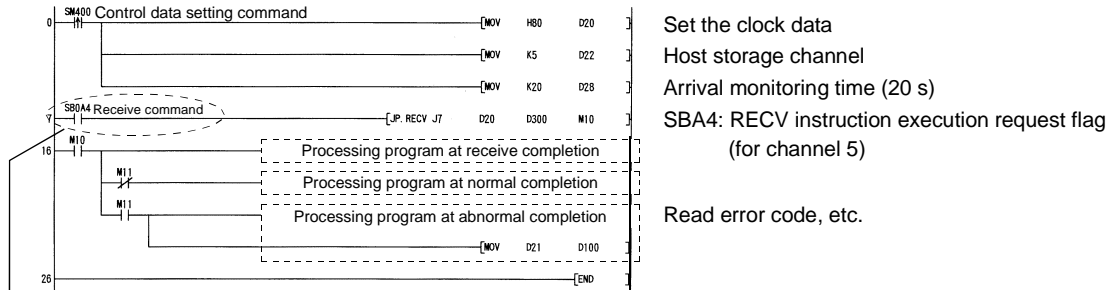 SM400 Control data setting command
0 [MOV H80 D20 ] Set the clock data
[MOV K5 D22 ] Host storage channel
[MOV K20 D28 ] Arrival monitoring time (20 s)
SB0A4 Receive command
7 [JP.RECV J7 D20 D300 M10 ] SBA4: RECV instruction execution request flag
(for channel 5)
M10
16 Processing program at receive completion
M11
Processing program at normal completion
M11
Processing program at abnormal completion Read error code, etc.
[MOV D21 D100 ]
26 [END ]